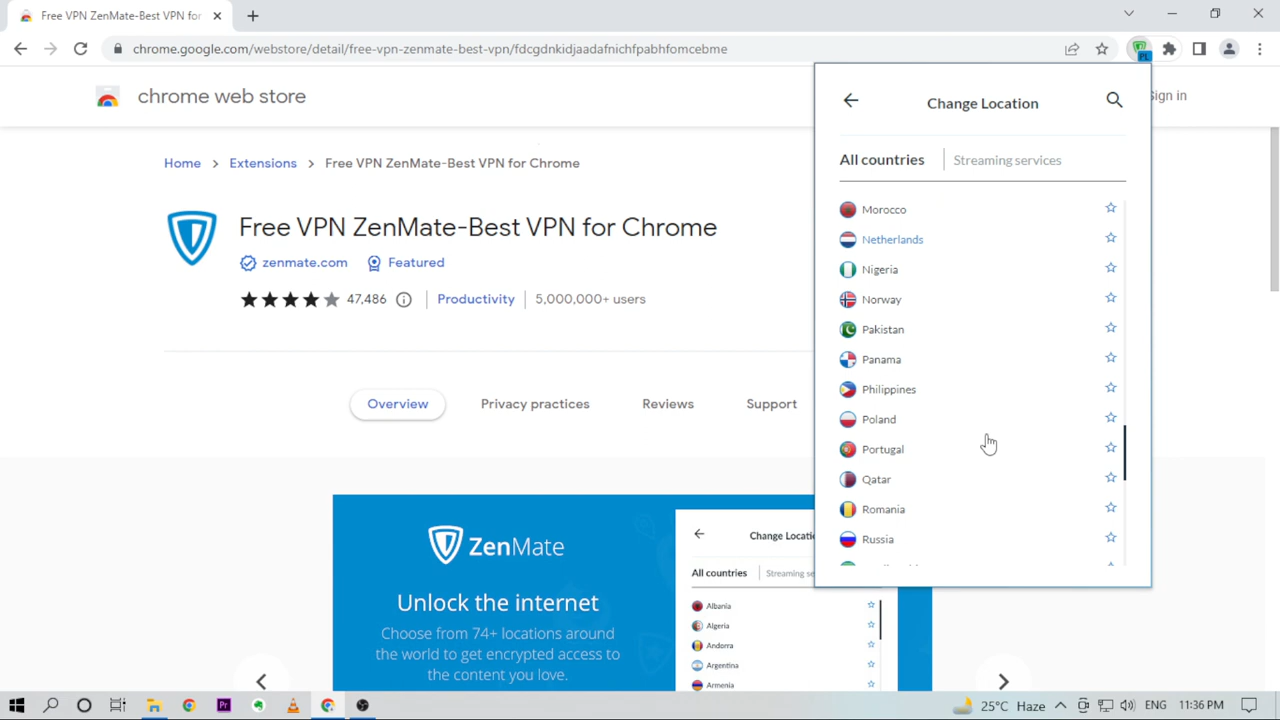 Free VPN ZenMate-Best VPN for
chrome.google.com/webstore/detail/free-vpn-zenmate-best-vpn/fdcgdnkidjaadafnichfpabhfomcebme
PL
chrome web store
Sign in
Home > Extensions > Free VPN ZenMate-Best VPN for Chrome
Free VPN ZenMate-Best VPN for Chrome
zenmate.com Featured
47,486 Productivity 5,000,000+ users
Overview Privacy practices Reviews Support
ZenMate
Unlock the internet
Choose from 74+ locations around
the world to get encrypted access to
the content you love.
All countries Streaming
Albania
Algeria
Andorra
Argentina
Armenia
Change Location
All countries Streaming services
Morocco
Netherlands
Nigeria
Norway
Pakistan
Panama
Philippines
Poland
Portugal
Qatar
Romania
Russia
Pr
25°C Haze ENG 11:36 PM